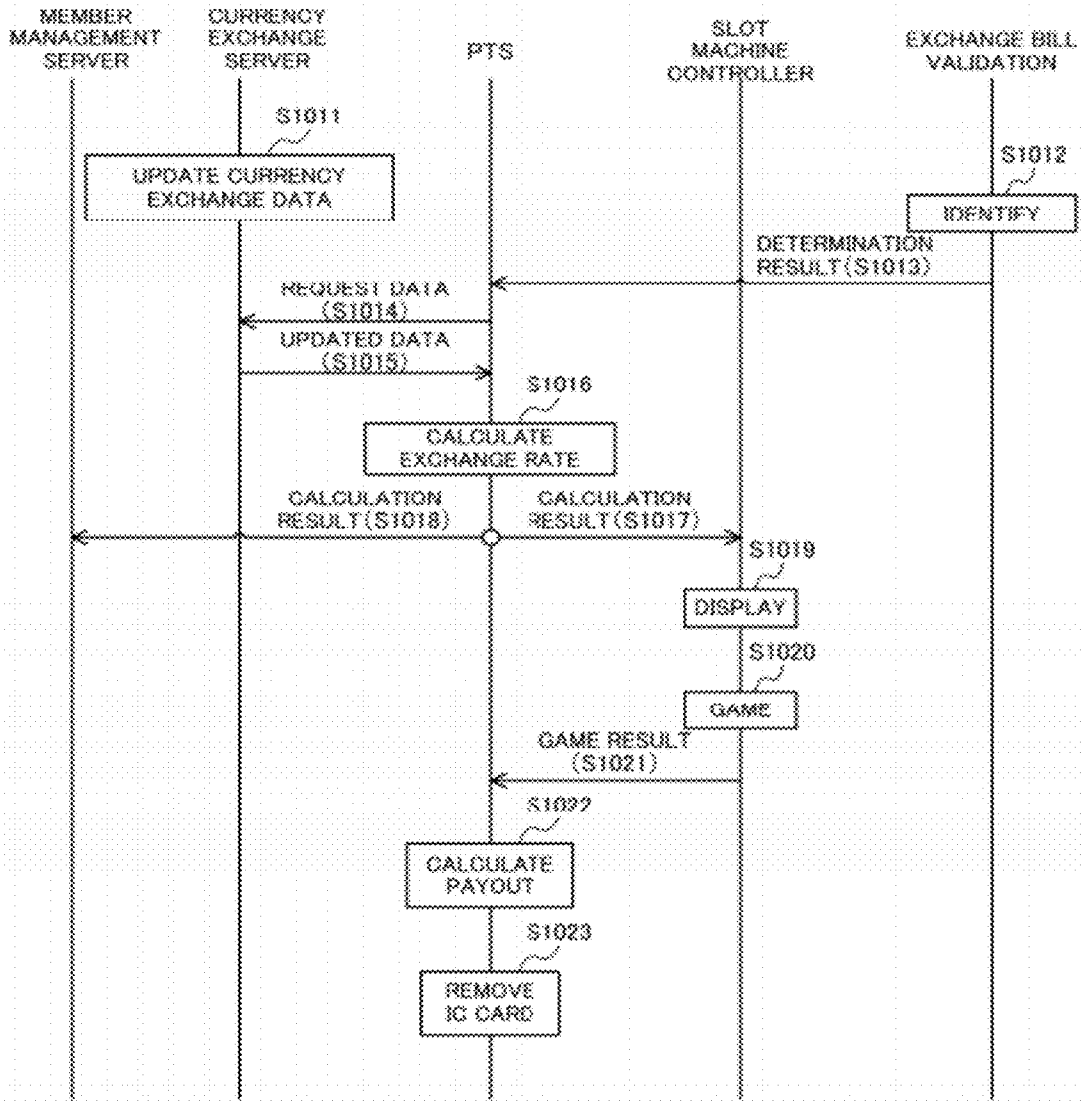 MEMBER
MANAGEMENT
SERVER
CURRENCY
EXCHANGE
SERVER
PTS
SLOT
MACHINE
CONTROLLER
EXCHANGE BILL
VALIDATION
S1011
UPDATE CURRENCY
EXCHANGE DATA
S1012
IDENTIFY
DETERMINATION
RESULT(S1013)
REQUEST DATA
(S1014)
UPDATED DATA
(S1015)
S1016
CALCULATE
EXCHANGE RATE
CALCULATION
RESULT(S1018)
CALCULATION
RESULT(S1017)
S1019
DISPLAY
S1020
GAME
GAME RESULT
(S1021)
S1022
CALCULATE
PAYOUT
S1023
REMOVE
IC CARD